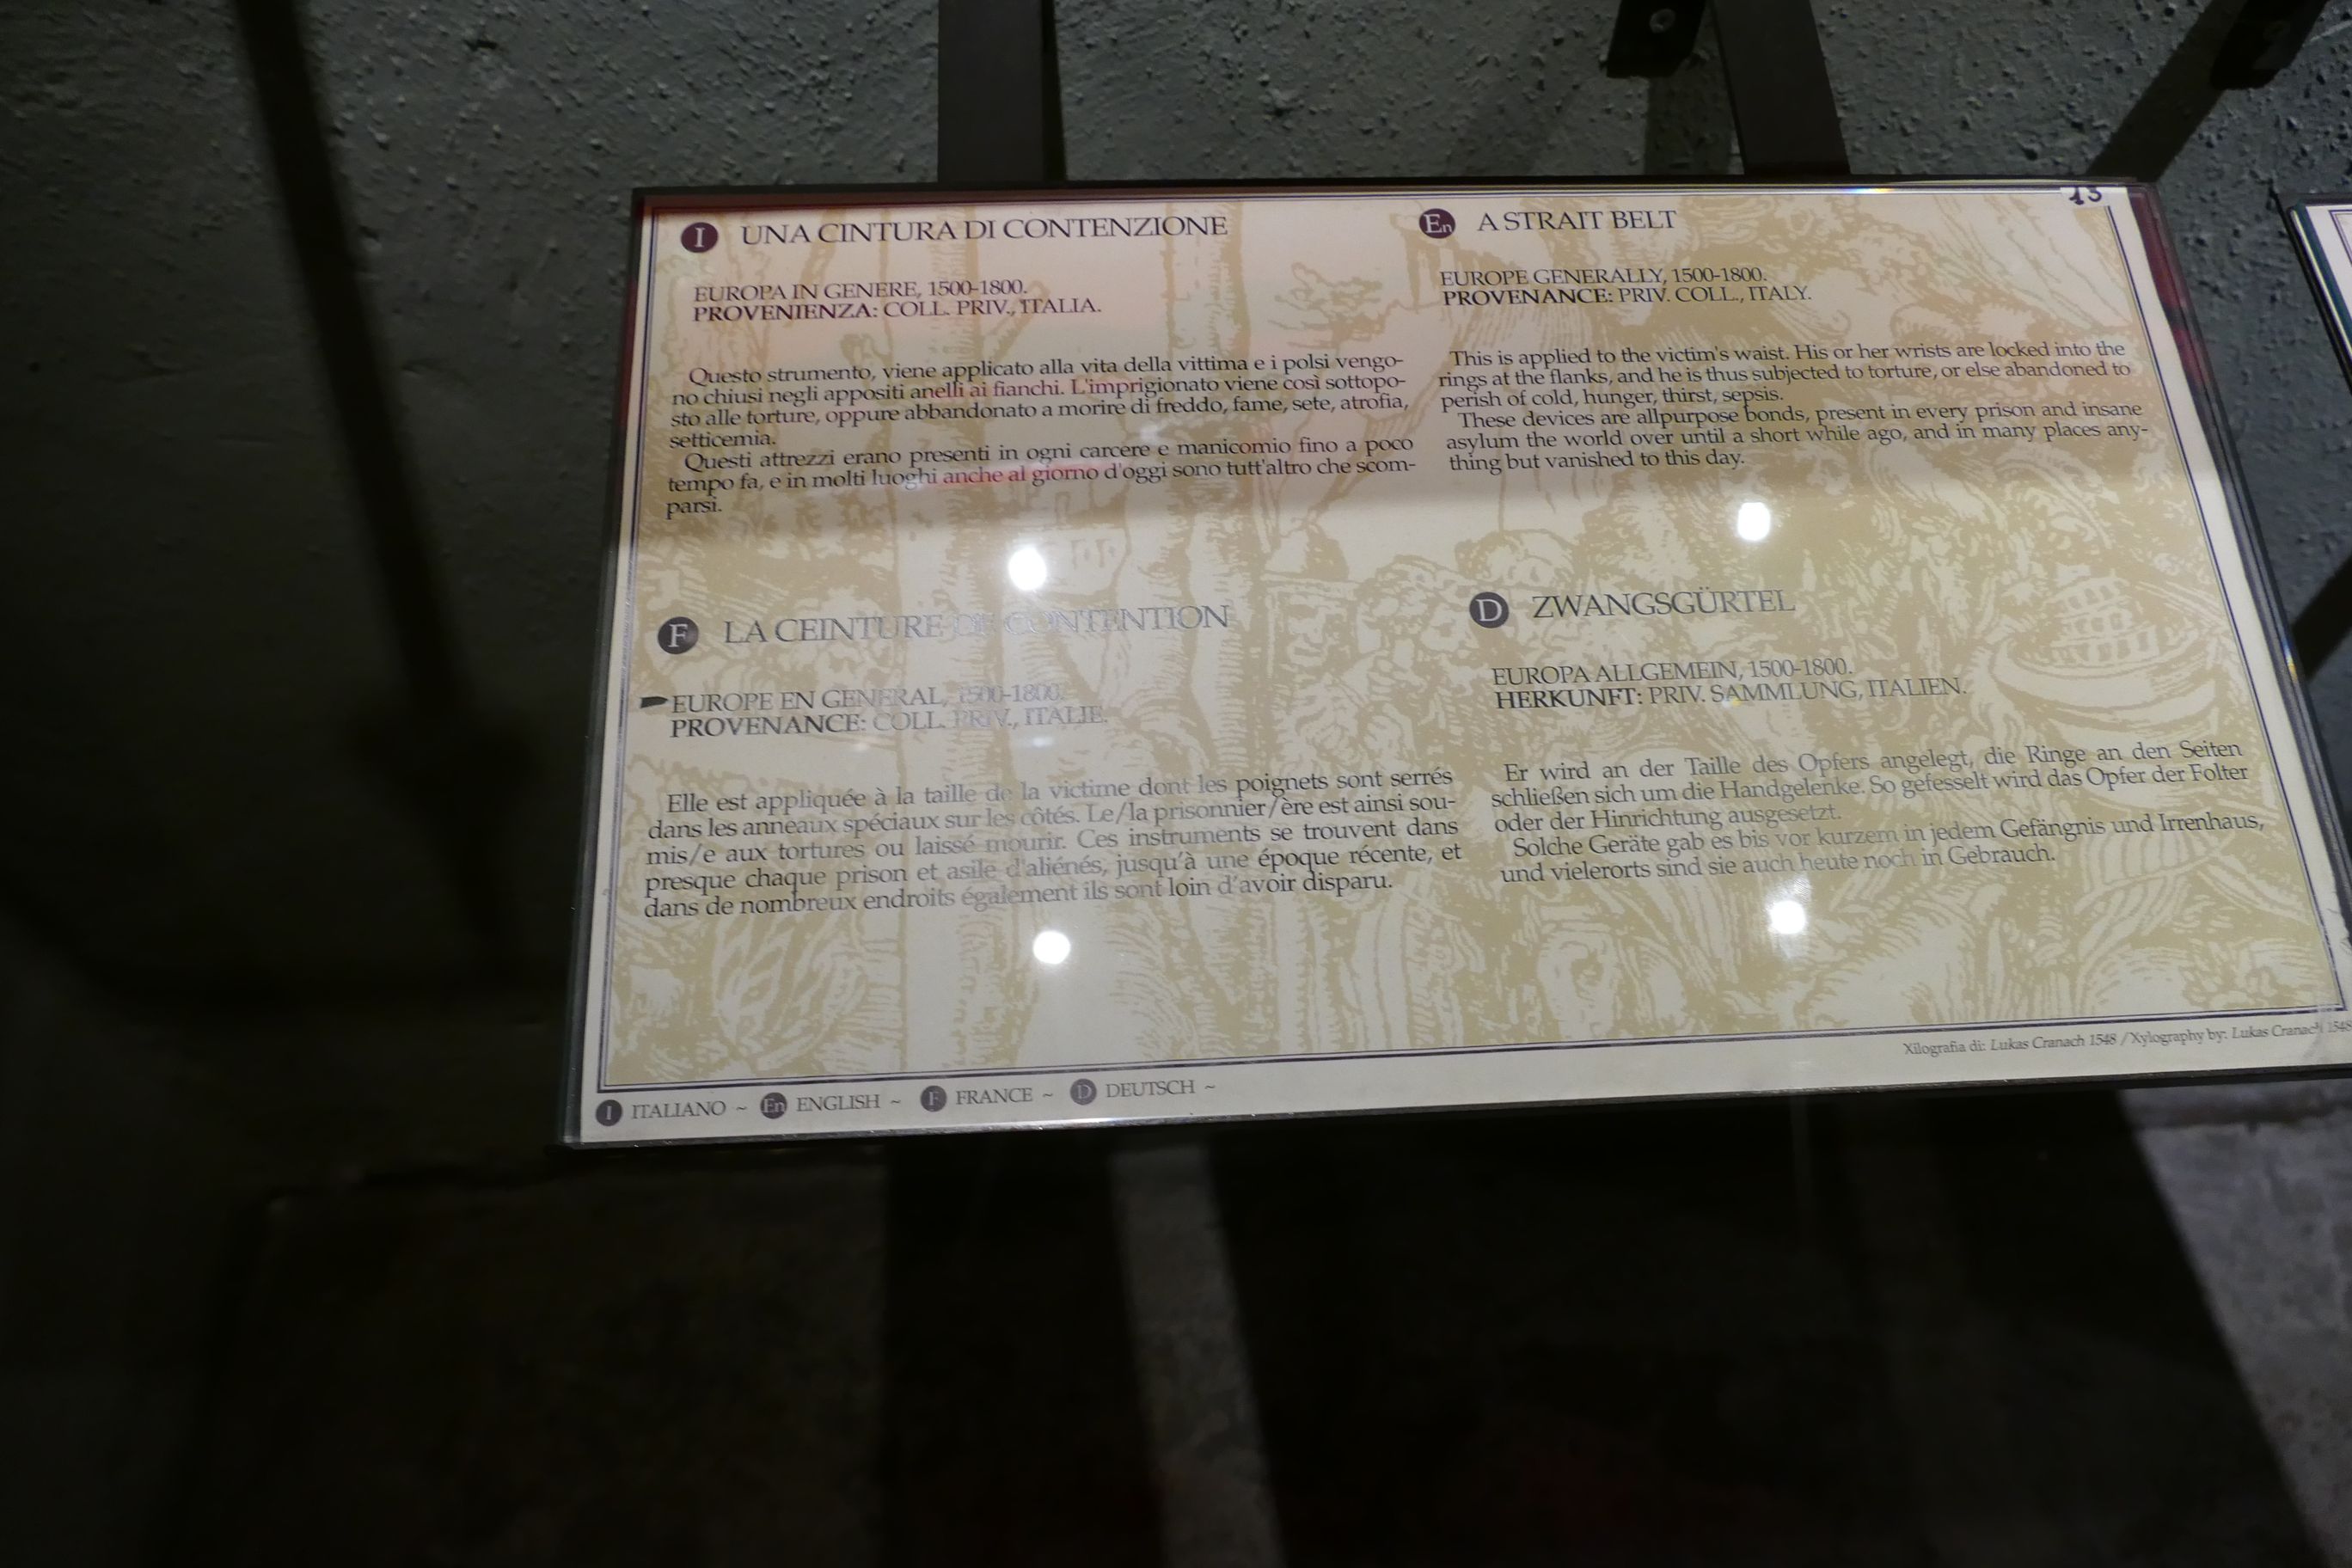 13
I UNA CINTURA DI CONTENZIONE
EUROPA IN GENERE, 1500-1800.
PROVENIENZA: COLL. PRIV., ITALIA.
Questo strumento, viene applicato alla vita della vittima e i polsi vengo-
no chiusi negli appositi anelli ai fianchi. L'imprigionato viene così sottopo-
sto alle torture, oppure abbandonato a morire di freddo, fame, sete, atrofia,
setticemia.
Questi attrezzi erano presenti in ogni carcere e manicomio fino a poco
tempo fa, e in molti luoghi anche al giorno d'oggi sono tutt'altro che scom-
parsi.
En A STRAIT BELT
EUROPE GENERALLY, 1500-1800.
PROVENANCE: PRIV. COLL., ITALY.
This is applied to the victim's waist. His or her wrists are locked into the
rings at the flanks, and he is thus subjected to torture, or else abandoned to
perish of cold, hunger, thirst, sepsis.
These devices are allpurpose bonds, present in every prison and insane
asylum the world over until a short while ago, and in many places any-
thing but vanished to this day.
F LA CEINTURE DE CONTENTION
EUROPE EN GENERAL, 1500-1800.
PROVENANCE: COLL. PRIV., ITALIE.
Elle est appliquée à la taille de la victime dont les poignets sont serrés
dans les anneaux spéciaux sur les côtés. Le/la prisonnier/ère est ainsi sou-
mis/e aux tortures ou laissé mourir. Ces instruments se trouvent dans
presque chaque prison et asile d'aliénés, jusqu'à une époque récente, et
dans de nombreux endroits également ils sont loin d'avoir disparu.
D ZWANGSGÜRTEL
EUROPA ALLGEMEIN, 1500-1800.
HERKUNFT: PRIV. SAMMLUNG, ITALIEN.
Er wird an der Taille des Opfers angelegt, die Ringe an den Seiten
schließen sich um die Handgelenke. So gefesselt wird das Opfer der Folter
oder der Hinrichtung ausgesetzt.
Solche Geräte gab es bis vor kurzem in jedem Gefängnis und Irrenhaus,
und vielerorts sind sie auch heute noch in Gebrauch.
Xilografia di: Lukas Cranach 1548 / Xylography by: Lukas Cranach 1548
I ITALIANO ~ En ENGLISH ~ F FRANCE ~ D DEUTSCH ~